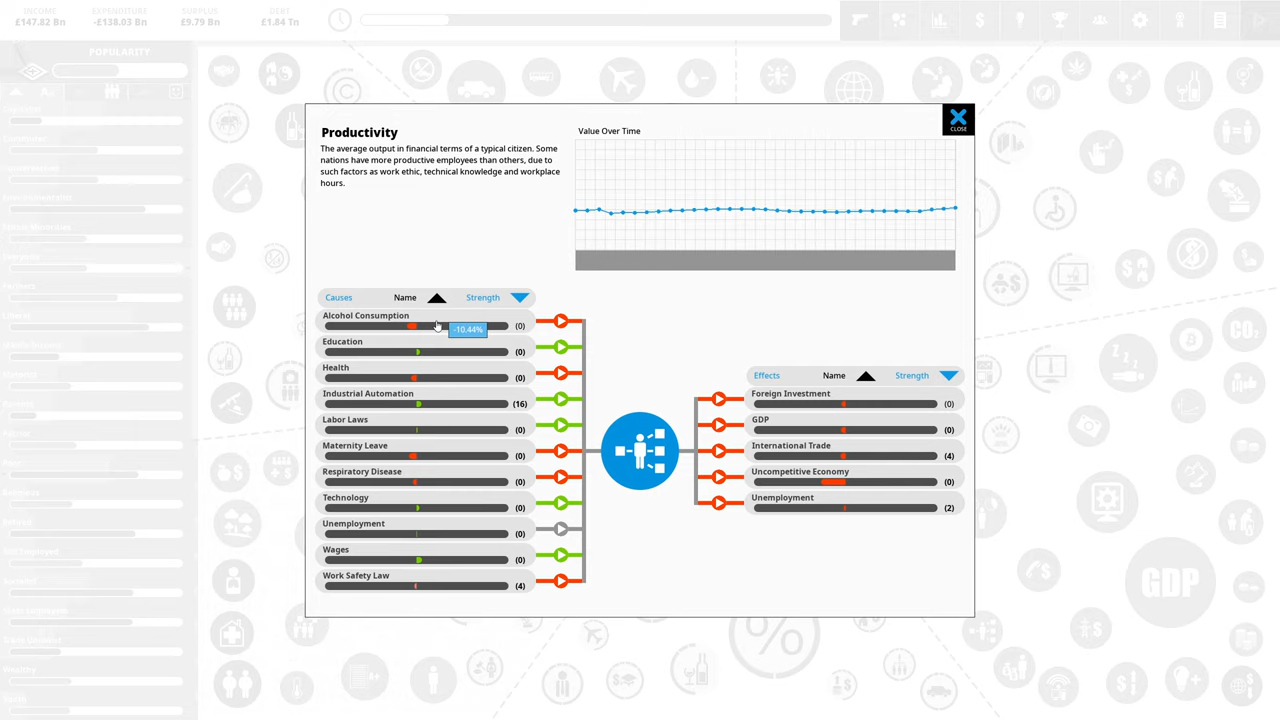 INCOME
£147.82 Bn
EXPENDITURE
-£138.03 Bn
SURPLUS
£9.79 Bn
DEBT
£1.84 Tn
POPULARITY
CLOSE
Productivity
The average output in financial terms of a typical citizen. Some
nations have more productive employees than others, due to
such factors as work ethic, technical knowledge and workplace
hours.
Value Over Time
Causes Name Strength
Alcohol Consumption
(0)
-10.44%
Education
(0)
Health
(0)
Industrial Automation
(16)
Labor Laws
(0)
Maternity Leave
(0)
Respiratory Disease
(0)
Technology
(0)
Unemployment
(0)
Wages
(0)
Work Safety Law
(4)
Effects Name Strength
Foreign Investment
(0)
GDP
(0)
International Trade
(4)
Uncompetitive Economy
(0)
Unemployment
(2)
GDP